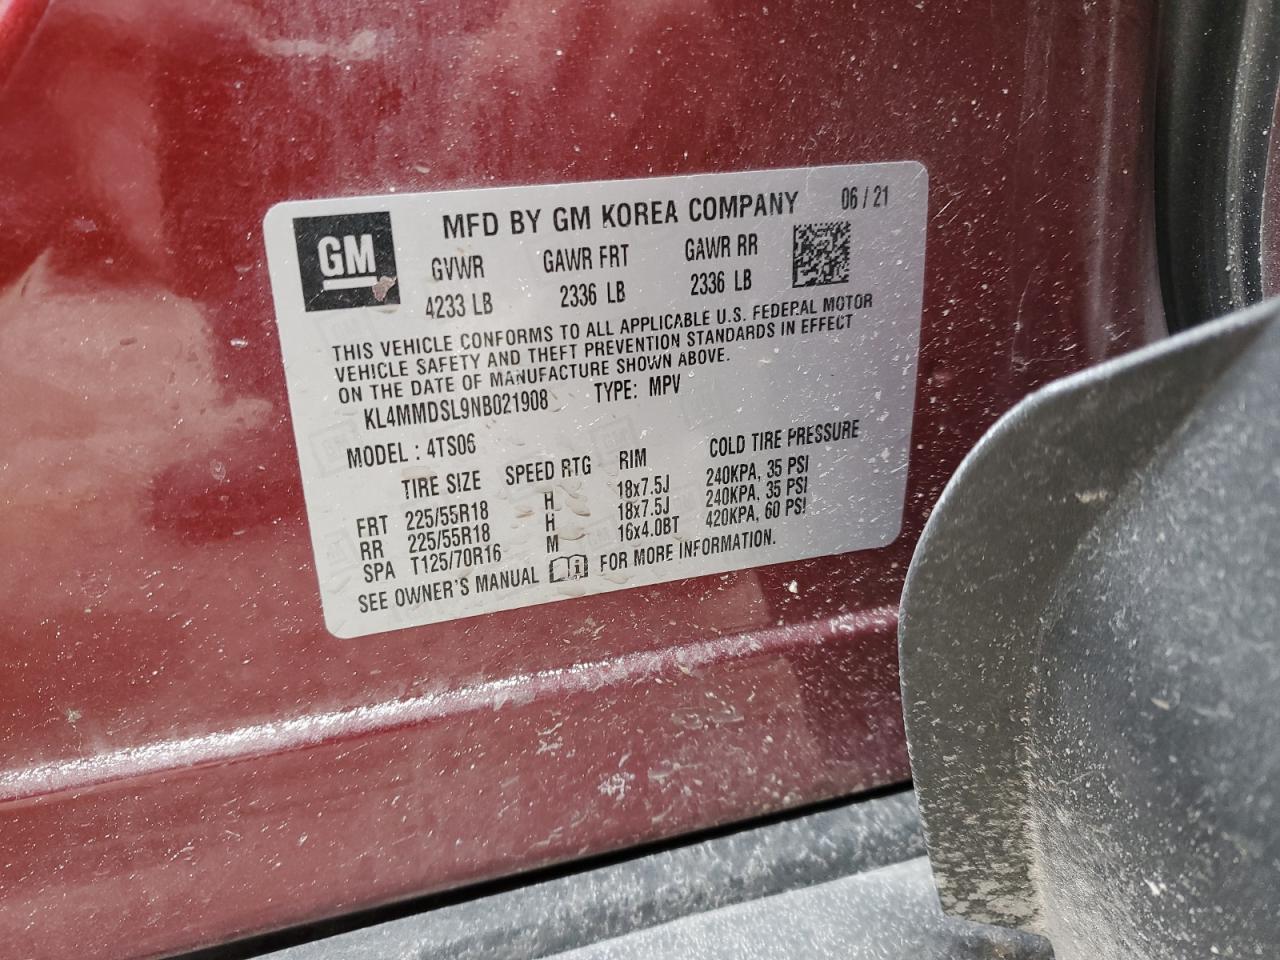 MFD BY GM KOREA COMPANY 06 / 21
GM
GVWR GAWR FRT GAWR RR
4233 LB 2336 LB 2336 LB
THIS VEHICLE CONFORMS TO ALL APPLICABLE U.S. FEDERAL MOTOR
VEHICLE SAFETY AND THEFT PREVENTION STANDARDS IN EFFECT
ON THE DATE OF MANUFACTURE SHOWN ABOVE.
KL4MMDSL9NB021908 TYPE: MPV
MODEL : 4TS06
TIRE SIZE SPEED RTG RIM COLD TIRE PRESSURE
FRT 225/55R18 H 18x7.5J 240KPA, 35 PSI
RR 225/55R18 H 18x7.5J 240KPA, 35 PSI
SPA T125/70R16 M 16x4.0BT 420KPA, 60 PSI
SEE OWNER'S MANUAL FOR MORE INFORMATION.